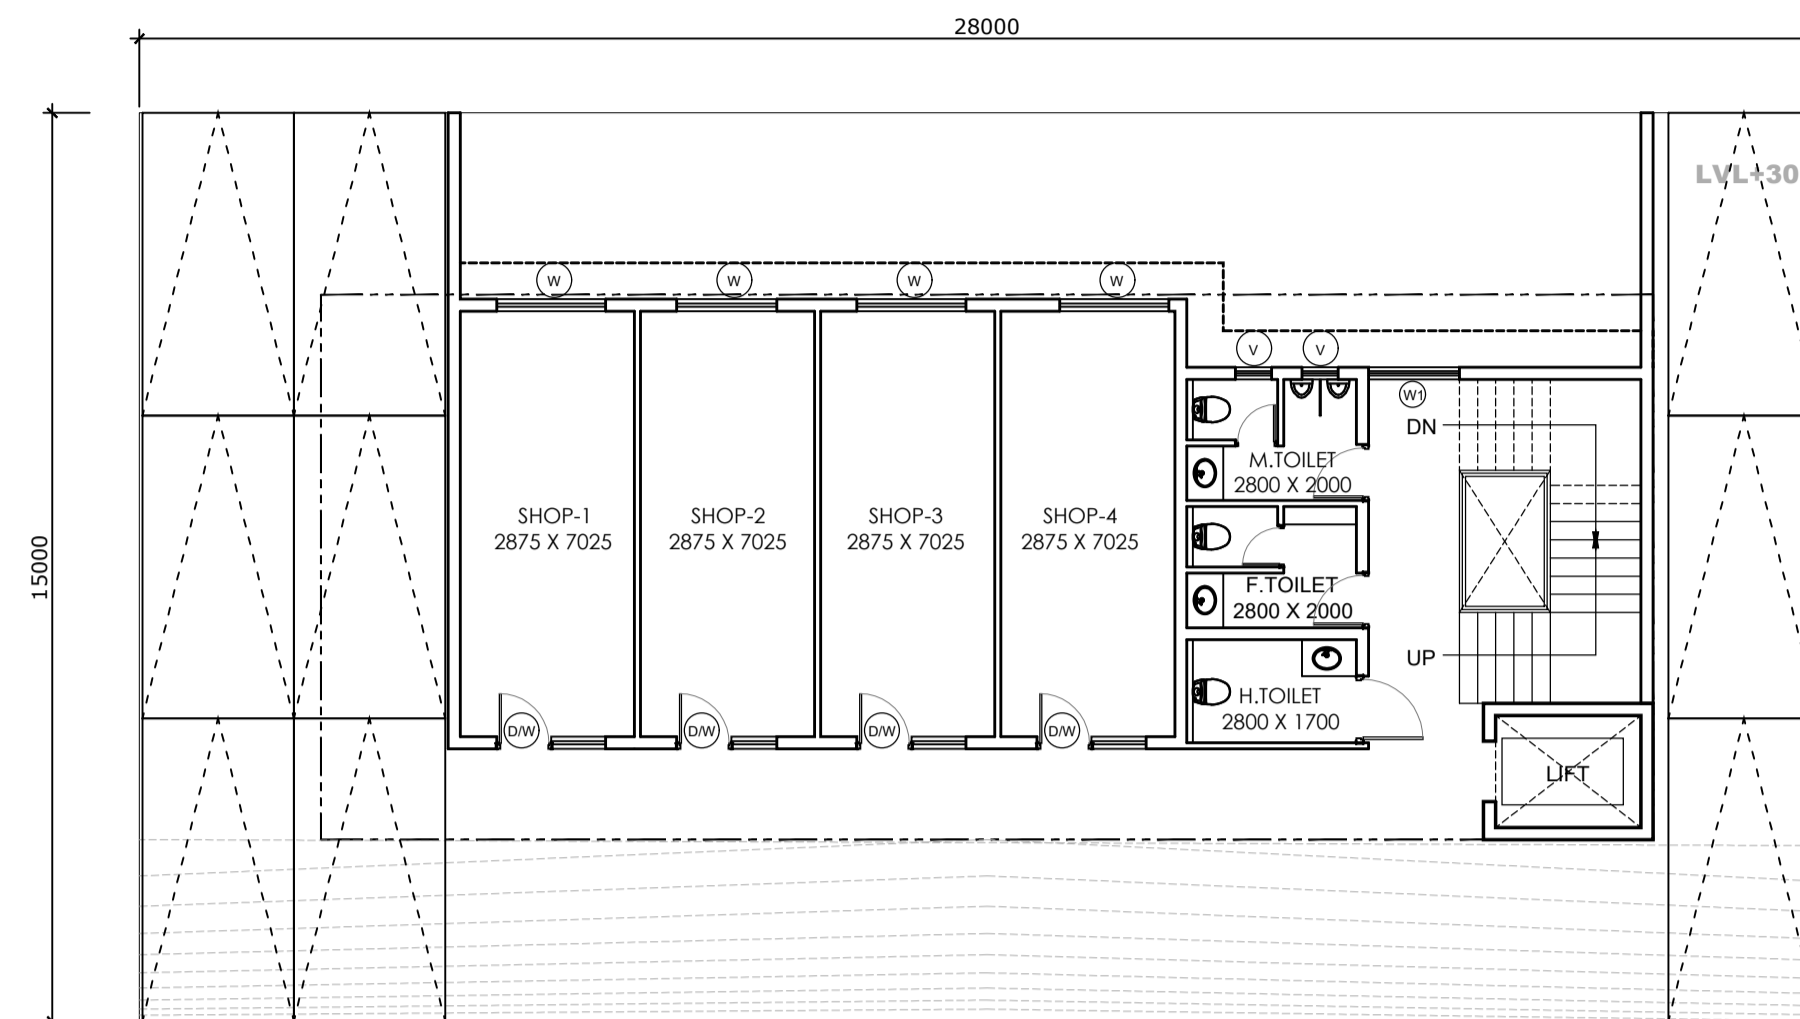 28000
LVL+30
W
W
W
W
V
V
W1
DN
M.TOILET
2800 X 2000
15000
SHOP-1
2875 X 7025
SHOP-2
2875 X 7025
SHOP-3
2875 X 7025
SHOP-4
2875 X 7025
F.TOILET
2800 X 2000
UP
H.TOILET
2800 X 1700
D/W
D/W
D/W
D/W
LIFT